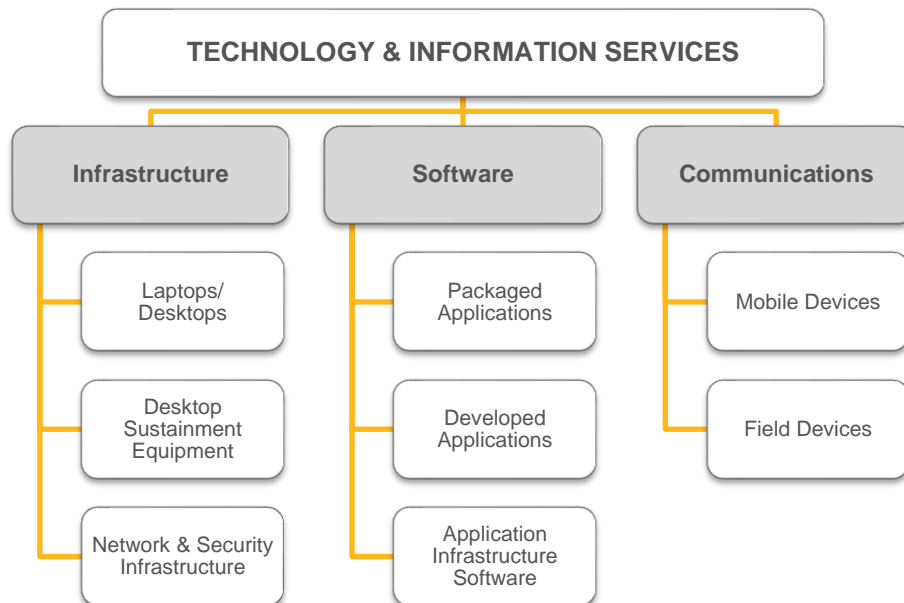 TECHNOLOGY & INFORMATION SERVICES
Infrastructure
Software
Communications
Laptops/
Desktops
Packaged
Applications
Mobile Devices
Desktop
Sustainment
Equipment
Developed
Applications
Field Devices
Network & Security
Infrastructure
Application
Infrastructure
Software